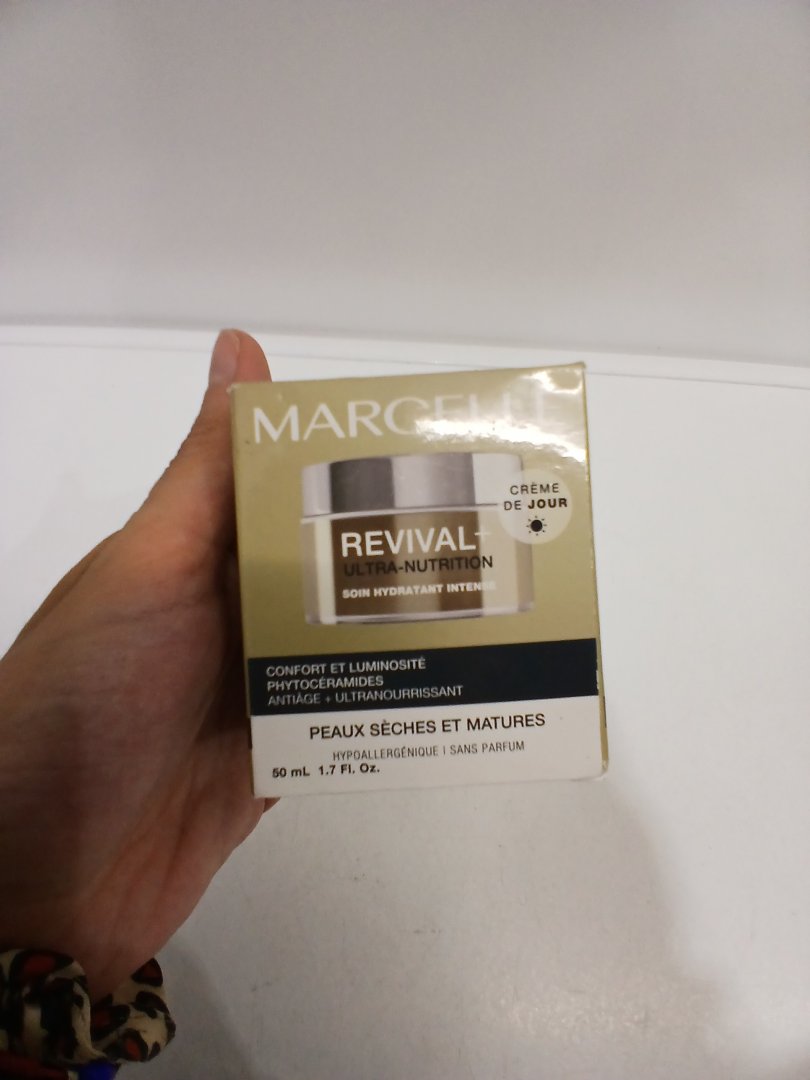 MARCELLE
CRÈME
DE JOUR
REVIVAL+
ULTRA-NUTRITION
SOIN HYDRATANT INTENSE
CONFORT ET LUMINOSITÉ
PHYTOCÉRAMIDES
ANTIÂGE + ULTRANOURRISSANT
PEAUX SÈCHES ET MATURES
HYPOALLERGÉNIQUE | SANS PARFUM
50 mL 1.7 Fl. Oz.